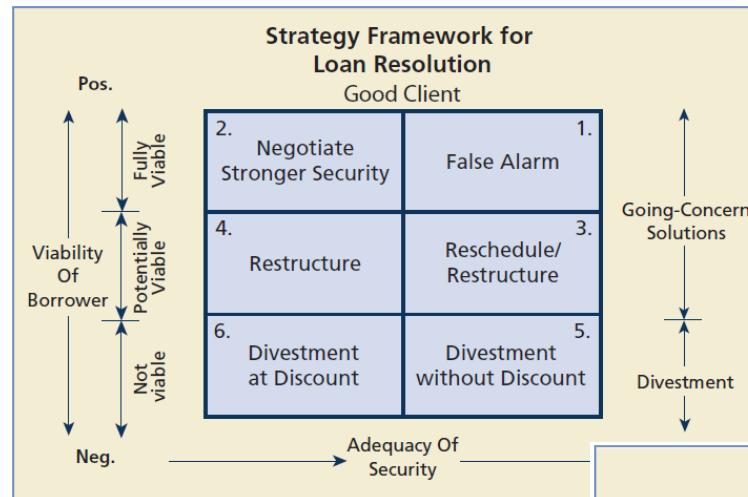 Strategy Framework for
Loan Resolution
Good Client
Pos.
Viability
Of
Borrower
Neg.
Fully
Viable
Potentially
Viable
Not
viable
2.
Negotiate
Stronger Security
1.
False Alarm
4.
Restructure
3.
Reschedule/
Restructure
6.
Divestment
at Discount
5.
Divestment
without Discount
Going-Concern
Solutions
Divestment
Adequacy Of
Security